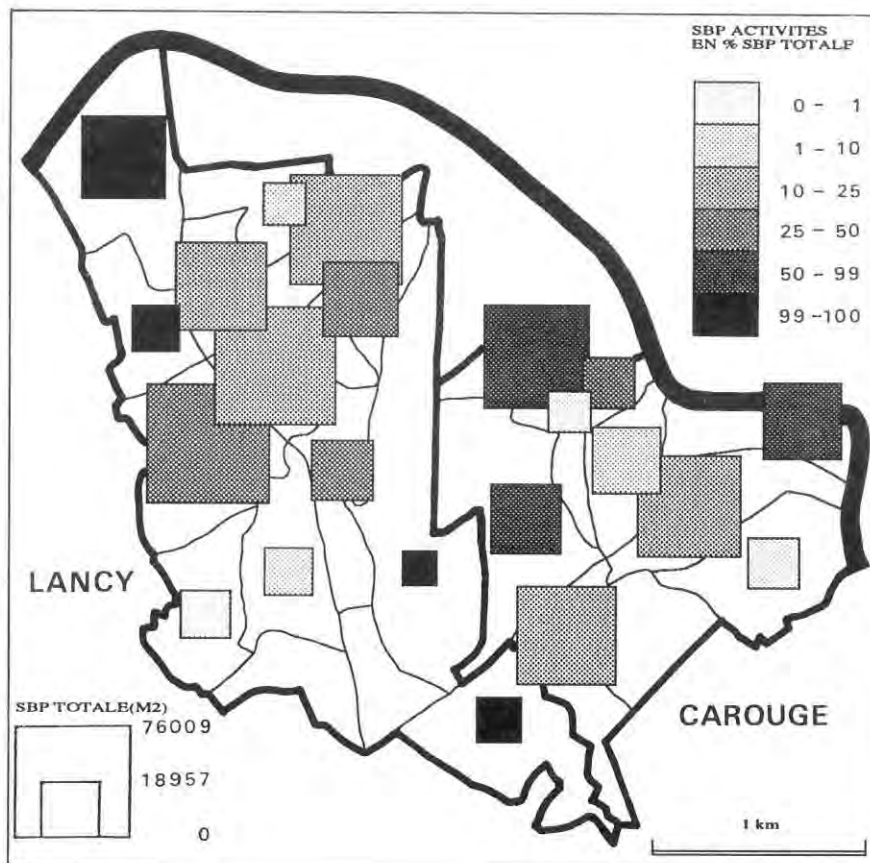 SBP ACTIVITES
EN % SBP TOTALE
0 - 1
1 - 10
10 - 25
25 - 50
50 - 99
99 - 100
LANCY
CAROUGE
SBP TOTALE(M2)
76009
18957
0
1 km